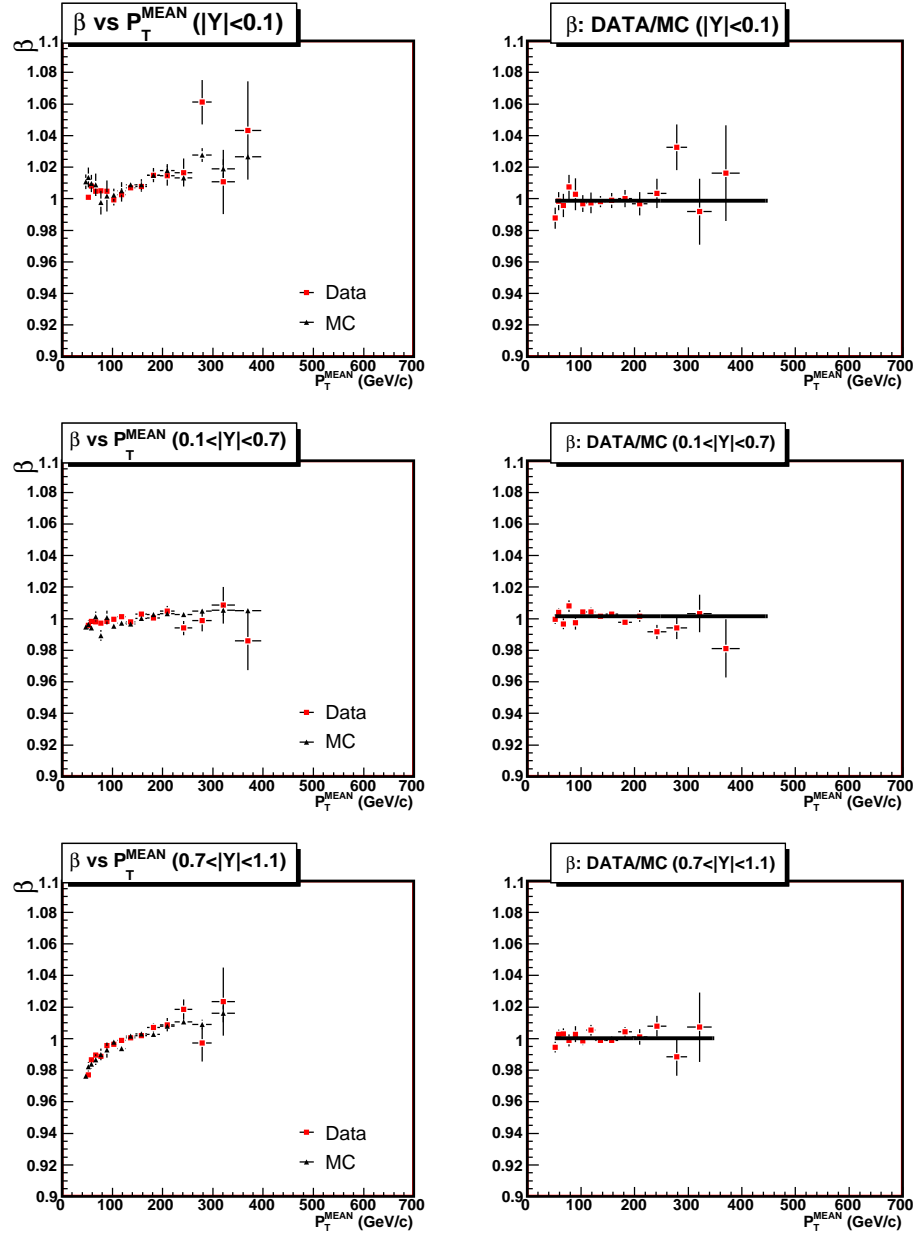 β vs P_T^MEAN (|Y|<0.1)
β
1.1
1.08
1.06
1.04
1.02
1
0.98
0.96
0.94
0.92
0.9
Data
MC
0 100 200 300 400 500 600 700
P_T^MEAN (GeV/c)
β: DATA/MC (|Y|<0.1)
1.1
1.08
1.06
1.04
1.02
1
0.98
0.96
0.94
0.92
0.9
0 100 200 300 400 500 600 700
P_T^MEAN (GeV/c)
β vs P_T^MEAN (0.1<|Y|<0.7)
β
1.1
1.08
1.06
1.04
1.02
1
0.98
0.96
0.94
0.92
0.9
Data
MC
0 100 200 300 400 500 600 700
P_T^MEAN (GeV/c)
β: DATA/MC (0.1<|Y|<0.7)
1.1
1.08
1.06
1.04
1.02
1
0.98
0.96
0.94
0.92
0.9
0 100 200 300 400 500 600 700
P_T^MEAN (GeV/c)
β vs P_T^MEAN (0.7<|Y|<1.1)
β
1.1
1.08
1.06
1.04
1.02
1
0.98
0.96
0.94
0.92
0.9
Data
MC
0 100 200 300 400 500 600 700
P_T^MEAN (GeV/c)
β: DATA/MC (0.7<|Y|<1.1)
1.1
1.08
1.06
1.04
1.02
1
0.98
0.96
0.94
0.92
0.9
0 100 200 300 400 500 600 700
P_T^MEAN (GeV/c)